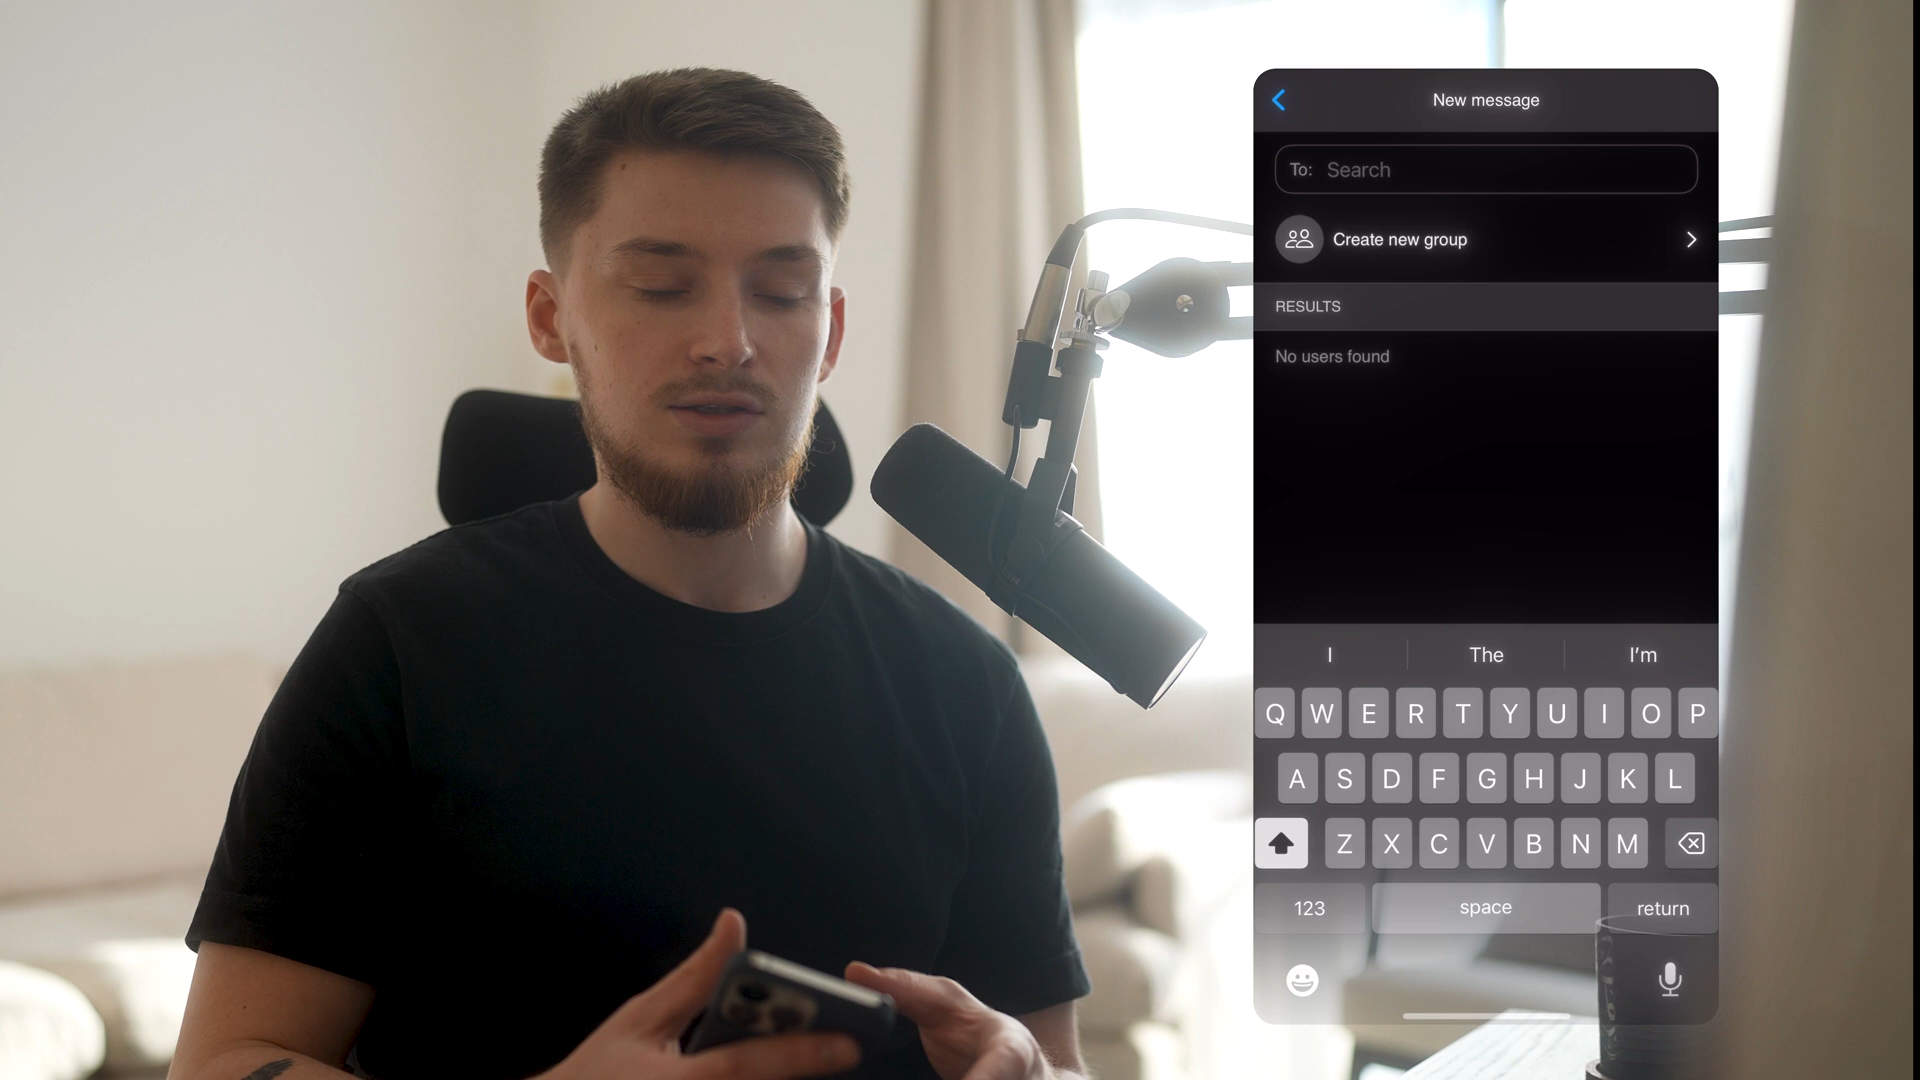 New message
To: Search
Create new group
RESULTS
No users found
I The I'm
Q W E R T Y U I O P
A S D F G H J K L
Z X C V B N M
123 space return